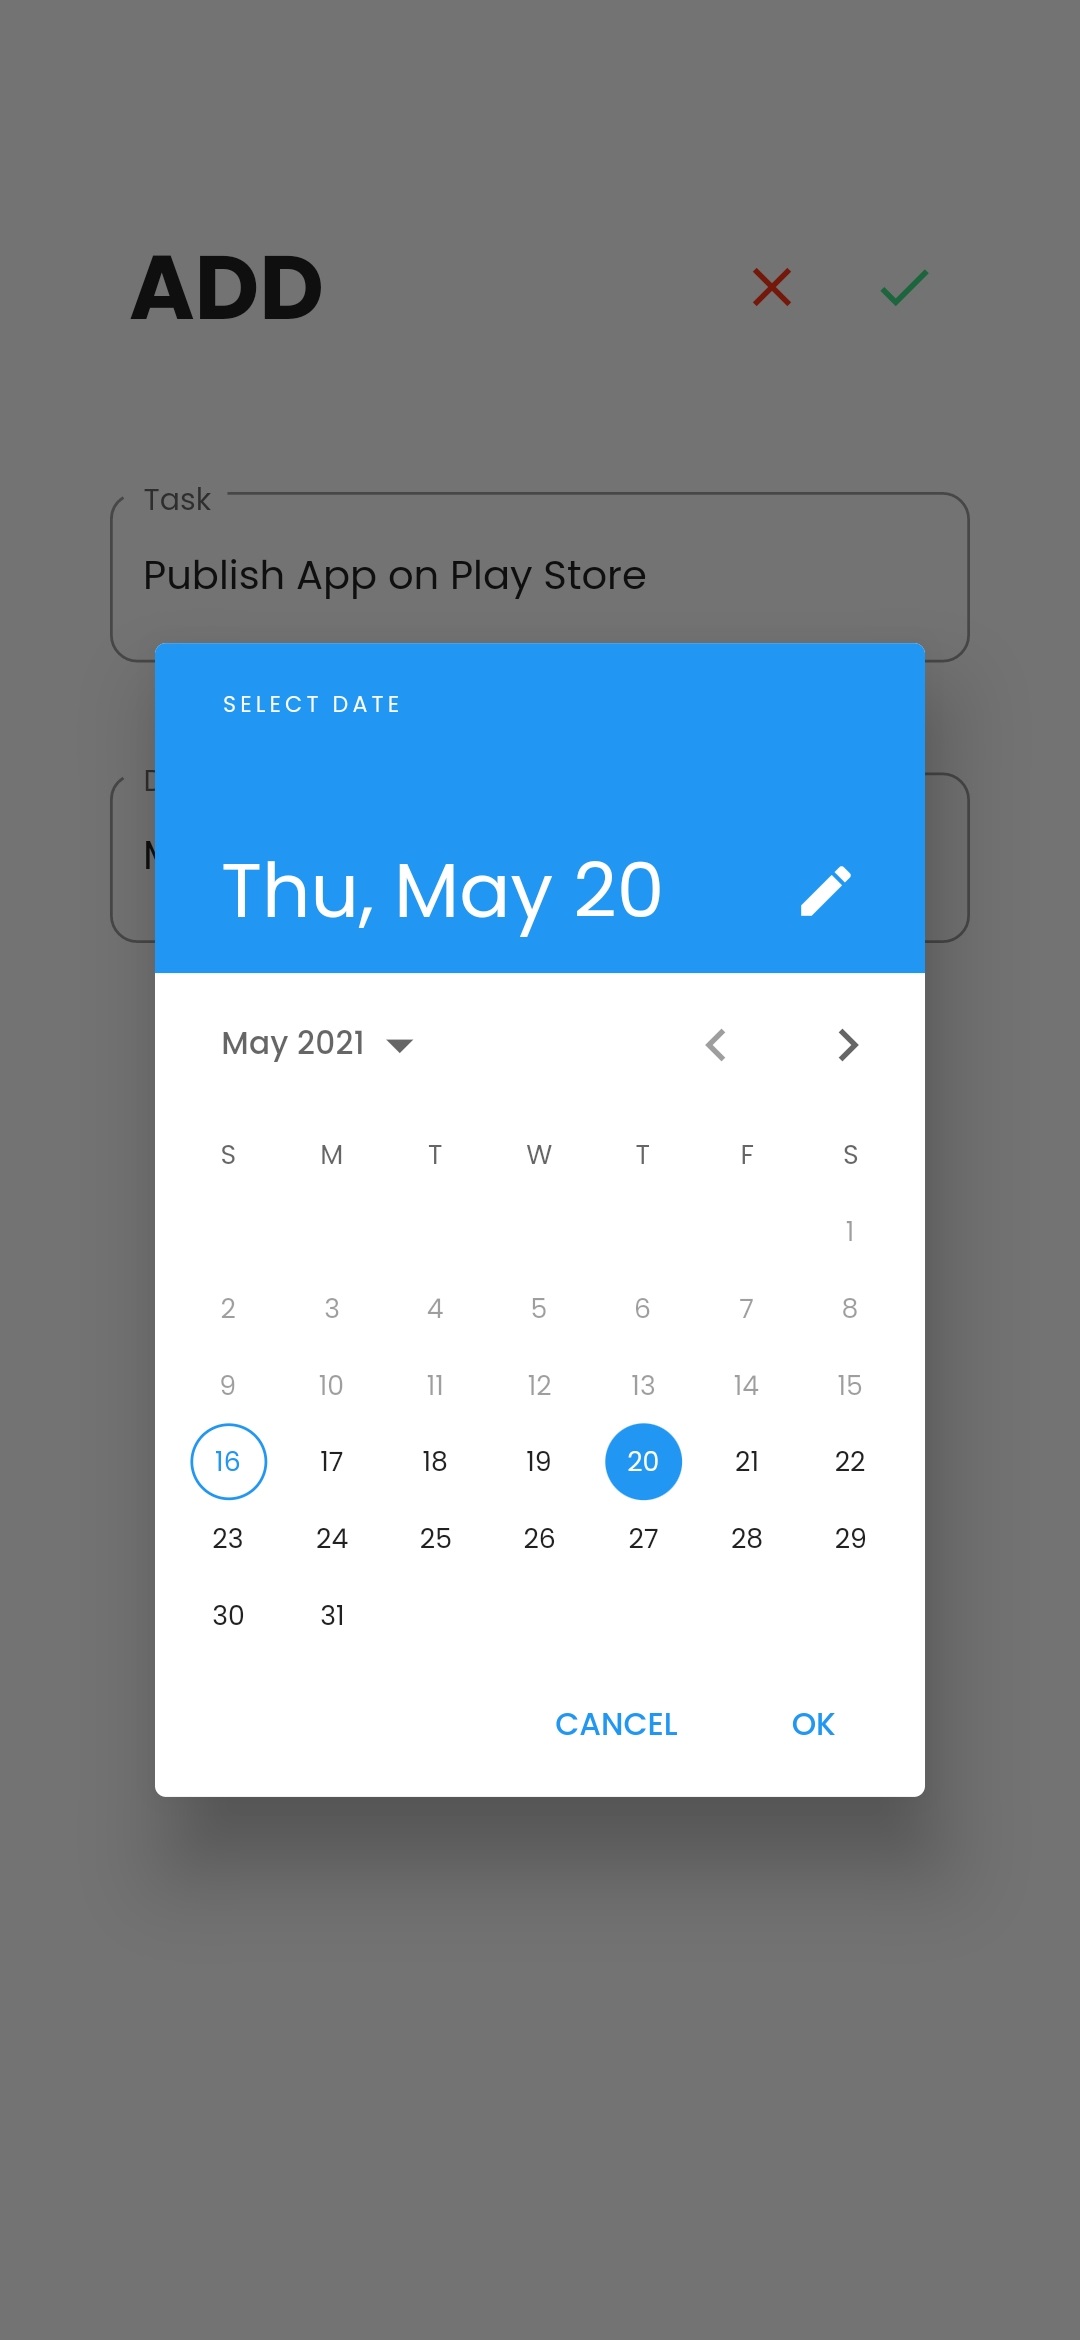 ADD
Task
Publish App on Play Store
SELECT DATE
Thu, May 20
May 2021
S M T W T F S
1
2 3 4 5 6 7 8
9 10 11 12 13 14 15
16 17 18 19 20 21 22
23 24 25 26 27 28 29
30 31
CANCEL OK